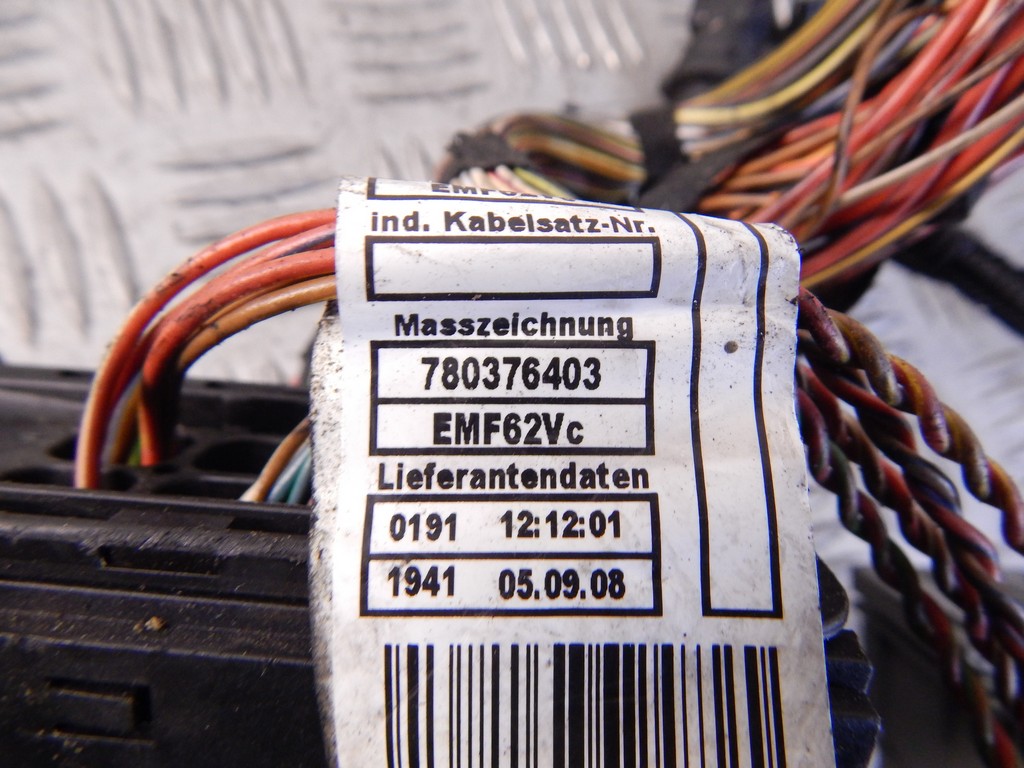 ind. Kabelsatz-Nr.
Masszeichnung
780376403
EMF62Vc
Lieferantendaten
0191 12:12:01
1941 05.09.08